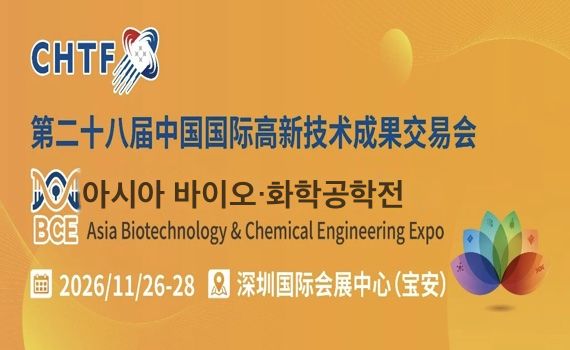 CHTF
第二十八届中国国际高新技术成果交易会
BCE
아시아 바이오·화학공학전
Asia Biotechnology & Chemical Engineering Expo
2026/11/26-28 深圳国际会展中心(宝安)